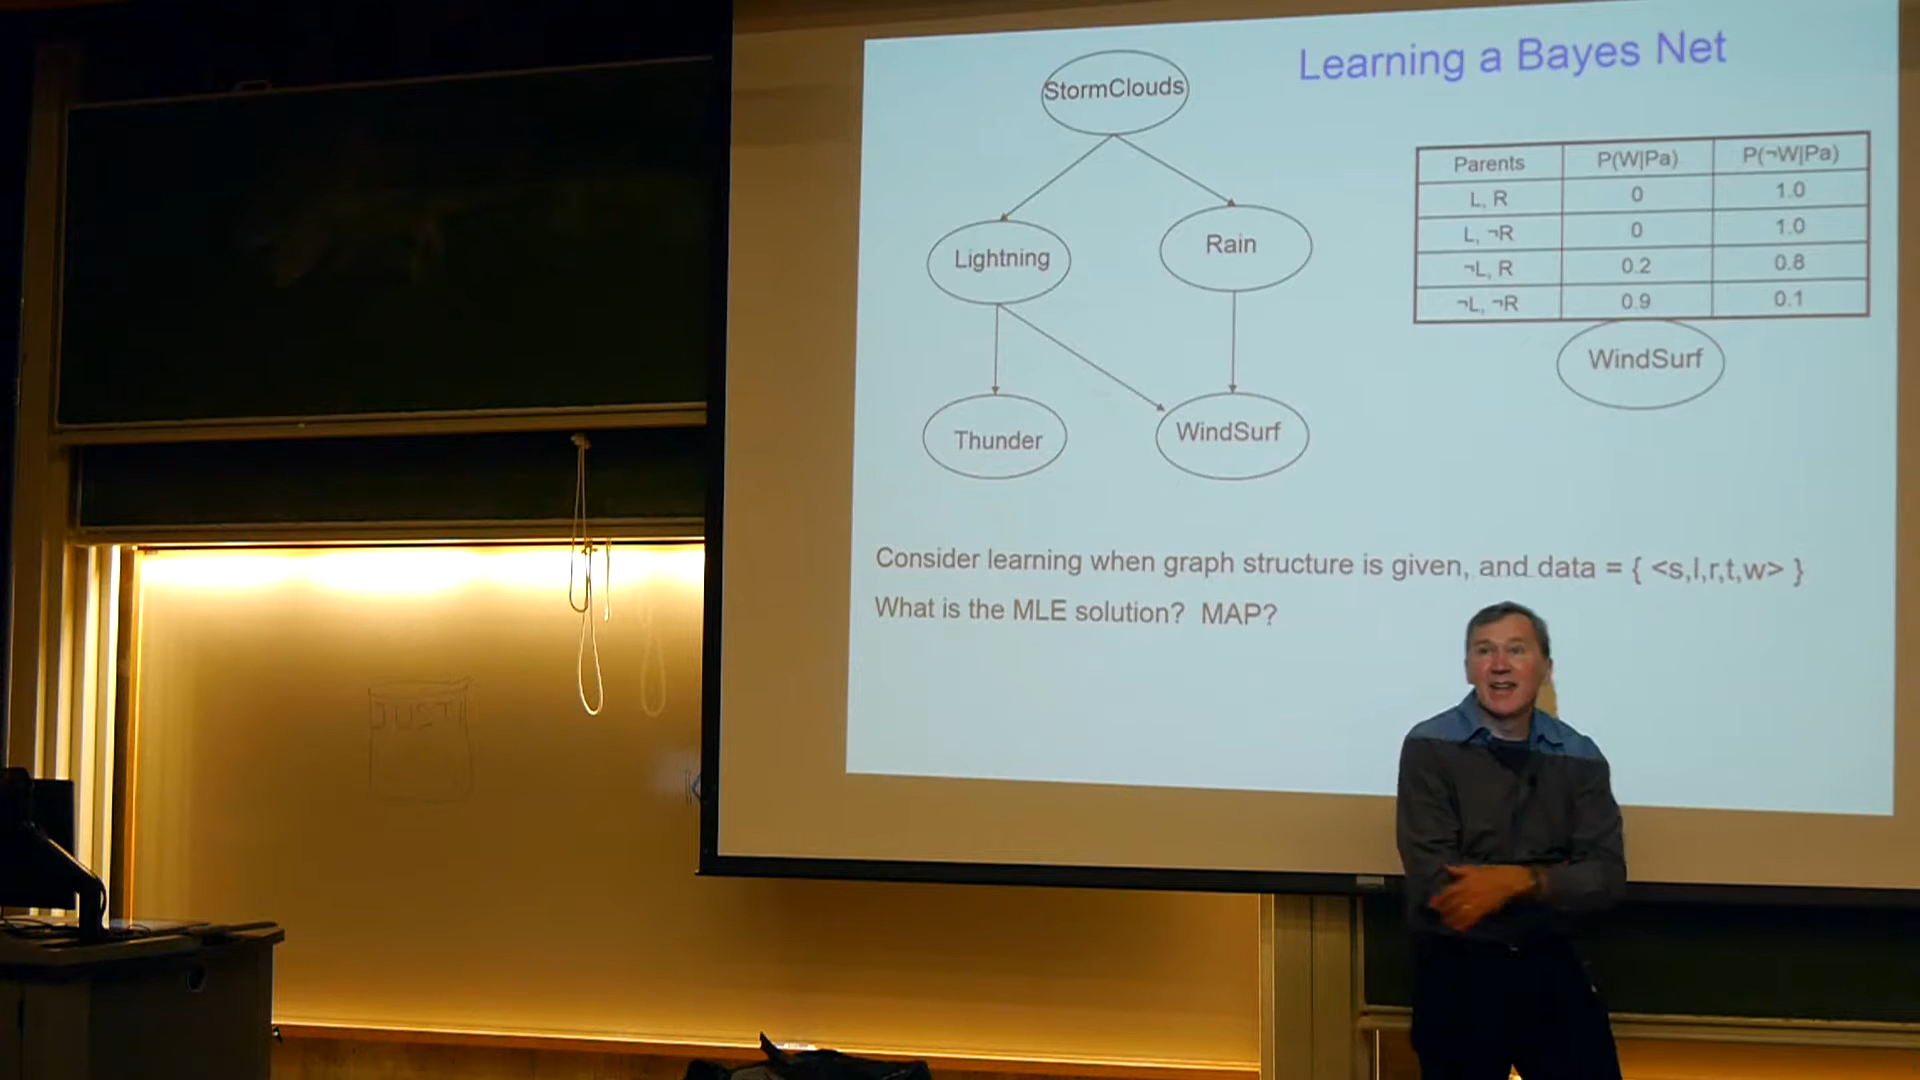 Learning a Bayes Net
StormClouds
Lightning
Rain
Thunder
WindSurf
Parents P(W|Pa) P(¬W|Pa)
L, R 0 1.0
L, ¬R 0 1.0
¬L, R 0.2 0.8
¬L, ¬R 0.9 0.1
WindSurf
Consider learning when graph structure is given, and data = { <s,l,r,t,w> }
What is the MLE solution? MAP?